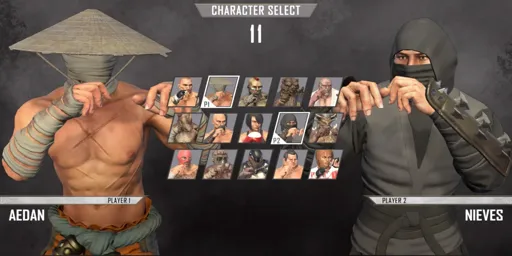 CHARACTER SELECT
11
P1
P2
PLAYER 1
AEDAN
PLAYER 2
NIEVES